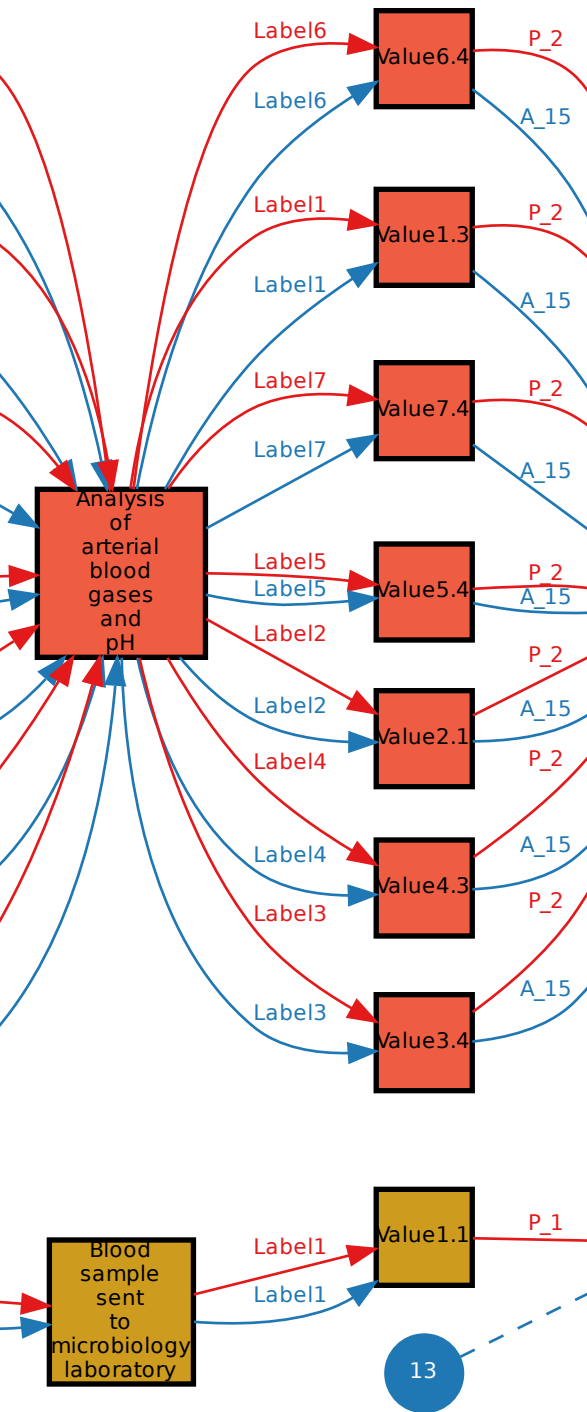 Label6
Value6.4
P_2
Label6
A_15
Label1
Value1.3
P_2
Label1
A_15
Label7
Value7.4
P_2
Label7
A_15
Analysis
of
arterial
blood
gases
and
pH
Label5
Value5.4
P_2
Label5
A_15
Label2
Value2.1
P_2
Label2
A_15
Label4
Value4.3
P_2
Label4
A_15
Label3
Value3.4
P_2
Label3
A_15
Blood
sample
sent
to
microbiology
laboratory
Label1
Value1.1
P_1
Label1
13